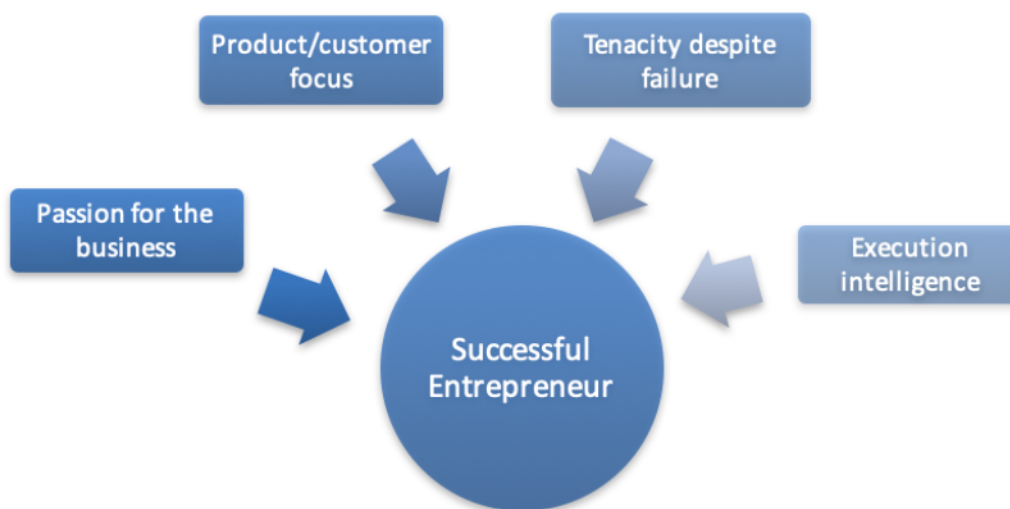 Product/customer
focus
Tenacity despite
failure
Passion for the
business
Execution
intelligence
Successful
Entrepreneur